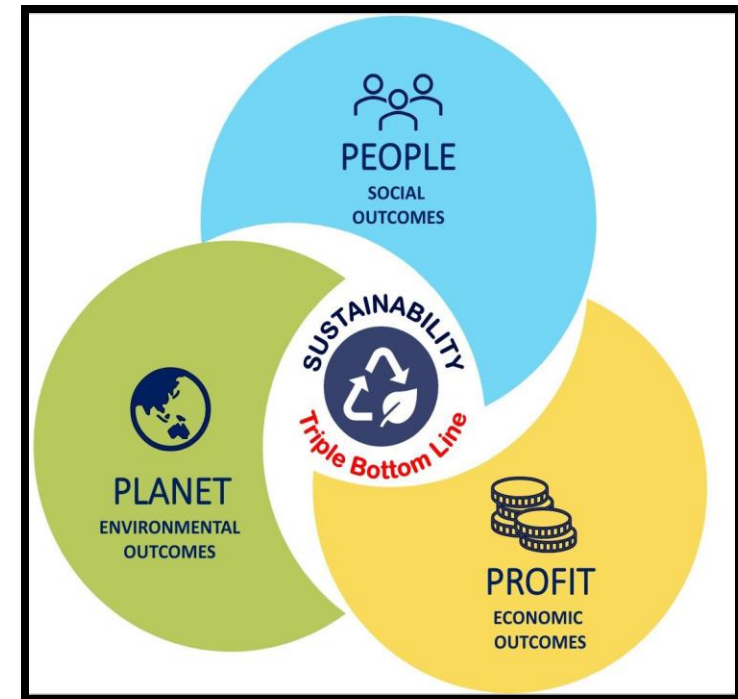 PEOPLE
SOCIAL
OUTCOMES
SUSTAINABILITY
Triple Bottom Line
PLANET
ENVIRONMENTAL
OUTCOMES
PROFIT
ECONOMIC
OUTCOMES